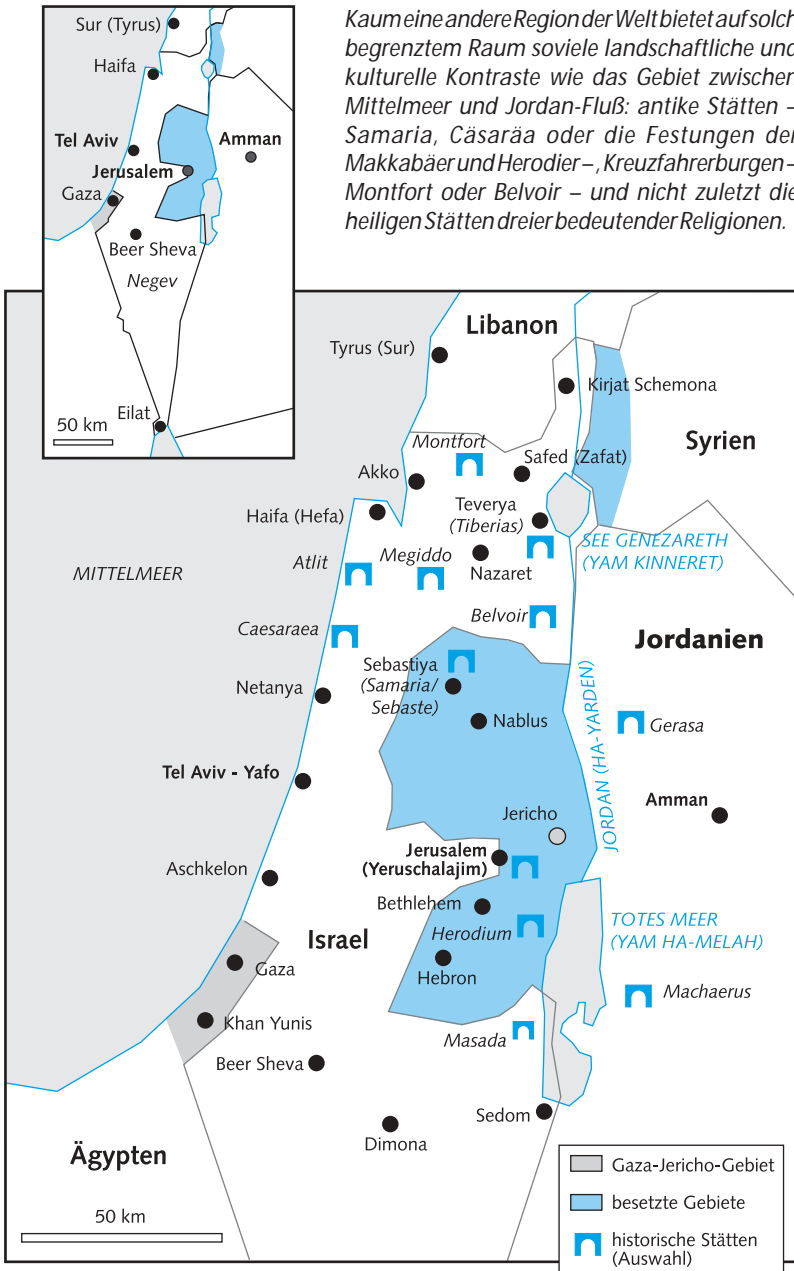 Kaum eine andere Region der Welt bietet auf solch
begrenztem Raum soviele landschaftliche und
kulturelle Kontraste wie das Gebiet zwischen
Mittelmeer und Jordan-Fluß: antike Stätten –
Samaria, Cäsaräa oder die Festungen der
Makkabäer und Herodier –, Kreuzfahrerburgen –
Montfort oder Belvoir – und nicht zuletzt die
heiligen Stätten dreier bedeutender Religionen.
Sur (Tyrus)
Haifa
Tel Aviv
Amman
Jerusalem
Gaza
Beer Sheva
Negev
Eilat
50 km
Libanon
Tyrus (Sur)
Kirjat Schemona
Montfort
Syrien
Safed (Zafat)
Akko
Teverya
(Tiberias)
Haifa (Hefa)
SEE GENEZARETH
(YAM KINNERET)
MITTELMEER
Atlit
Megiddo
Nazaret
Belvoir
Caesaraea
Jordanien
Sebastiya
(Samaria/
Sebaste)
Netanya
Nablus
Gerasa
JORDAN (HA-YARDEN)
Tel Aviv - Yafo
Amman
Jericho
Jerusalem
(Yeruschalajim)
Aschkelon
Bethlehem
TOTES MEER
(YAM HA-MELAH)
Israel
Herodium
Gaza
Hebron
Machaerus
Khan Yunis
Masada
Beer Sheva
Sedom
Dimona
Ägypten
50 km
Gaza-Jericho-Gebiet
besetzte Gebiete
historische Stätten
(Auswahl)